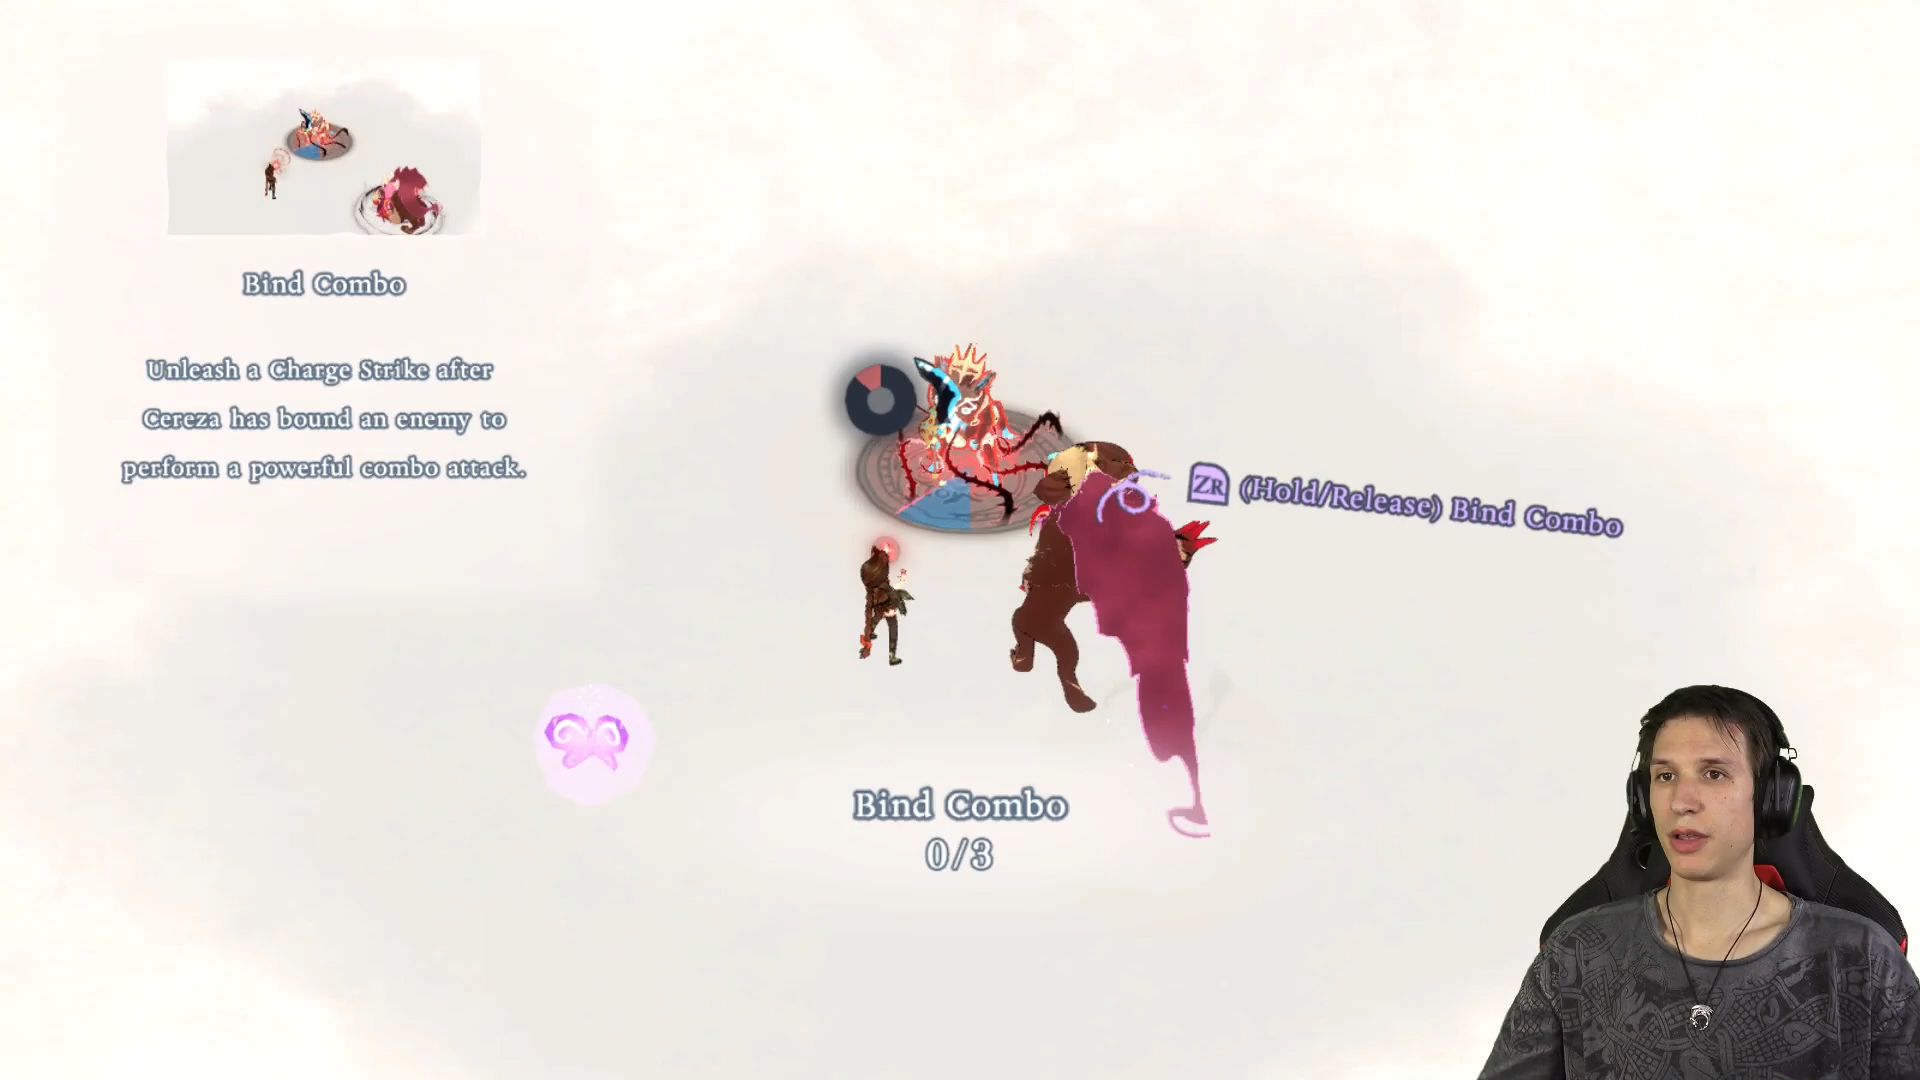 Bind Combo
Unleash a Charge Strike after
Cereza has bound an enemy to
perform a powerful combo attack.
ZR (Hold/Release) Bind Combo
Bind Combo
0/3